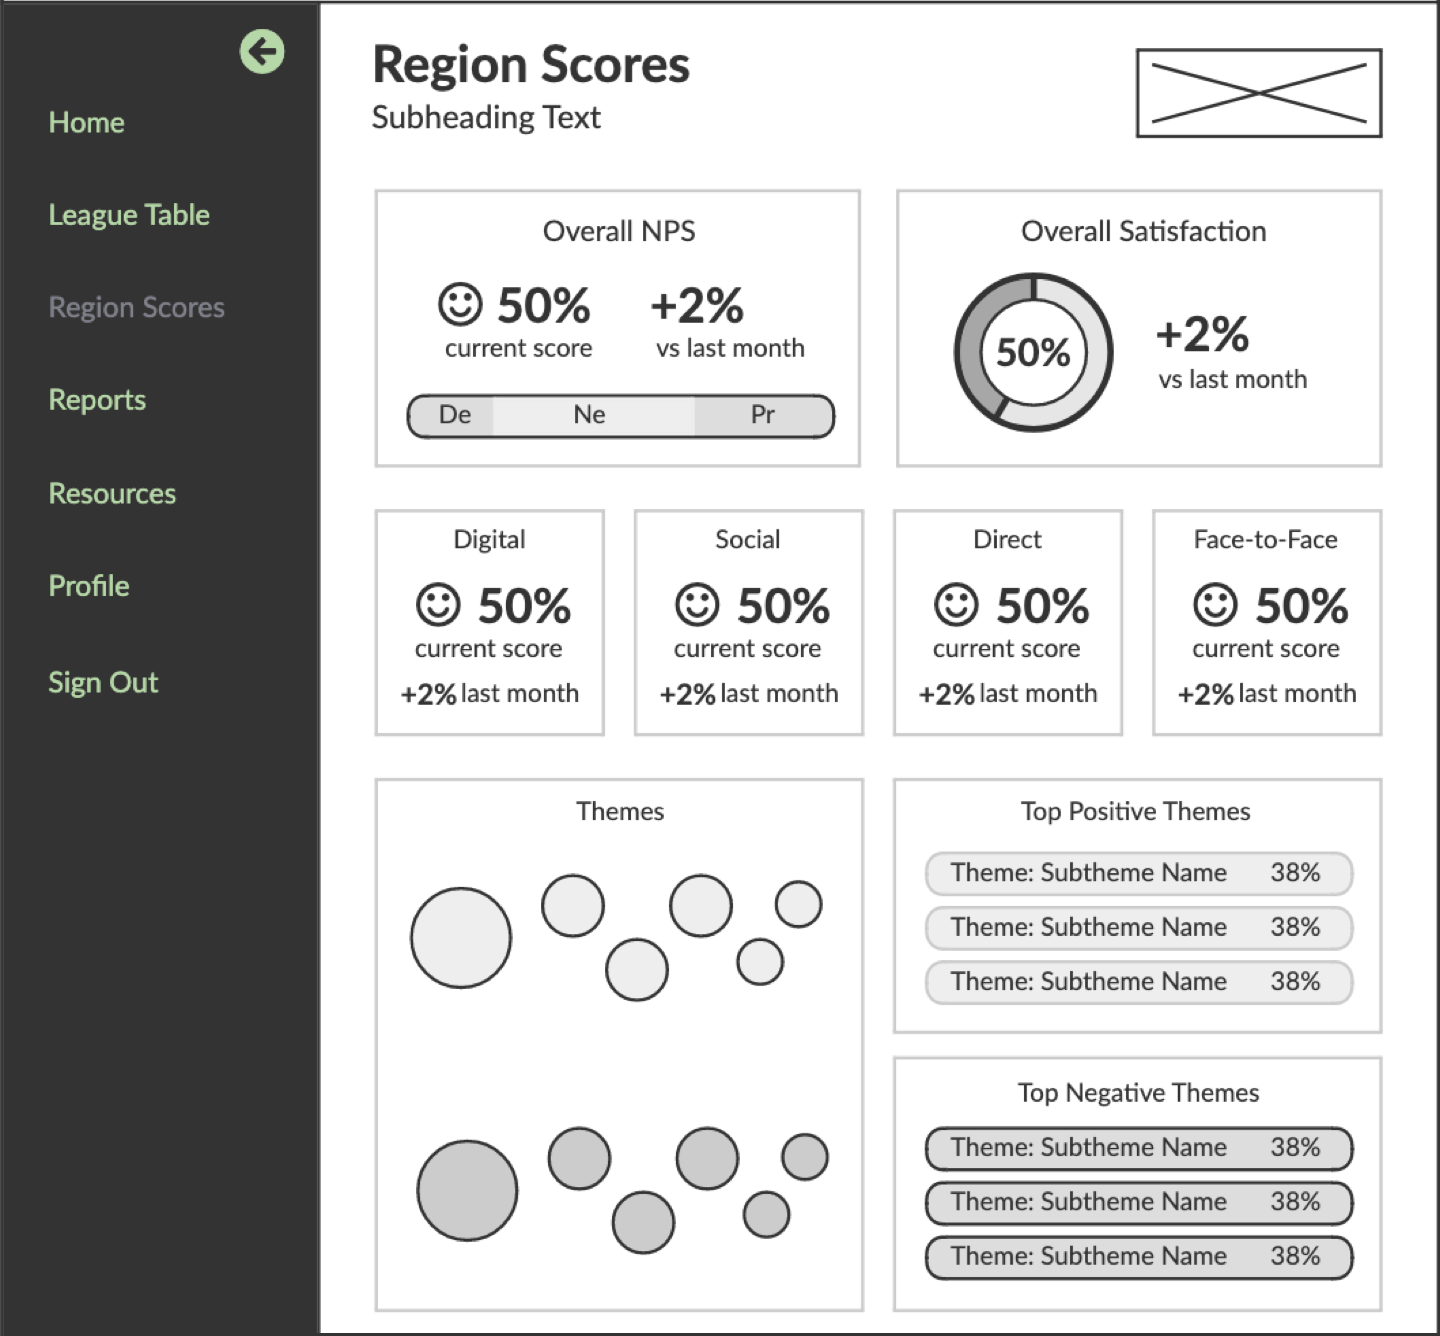 Home
League Table
Region Scores
Reports
Resources
Profile
Sign Out
Region Scores
Subheading Text
Overall NPS
50% +2%
current score vs last month
De Ne Pr
Overall Satisfaction
50%
+2%
vs last month
Digital
50%
current score
+2% last month
Social
50%
current score
+2% last month
Direct
50%
current score
+2% last month
Face-to-Face
50%
current score
+2% last month
Themes
Top Positive Themes
Theme: Subtheme Name 38%
Theme: Subtheme Name 38%
Theme: Subtheme Name 38%
Top Negative Themes
Theme: Subtheme Name 38%
Theme: Subtheme Name 38%
Theme: Subtheme Name 38%